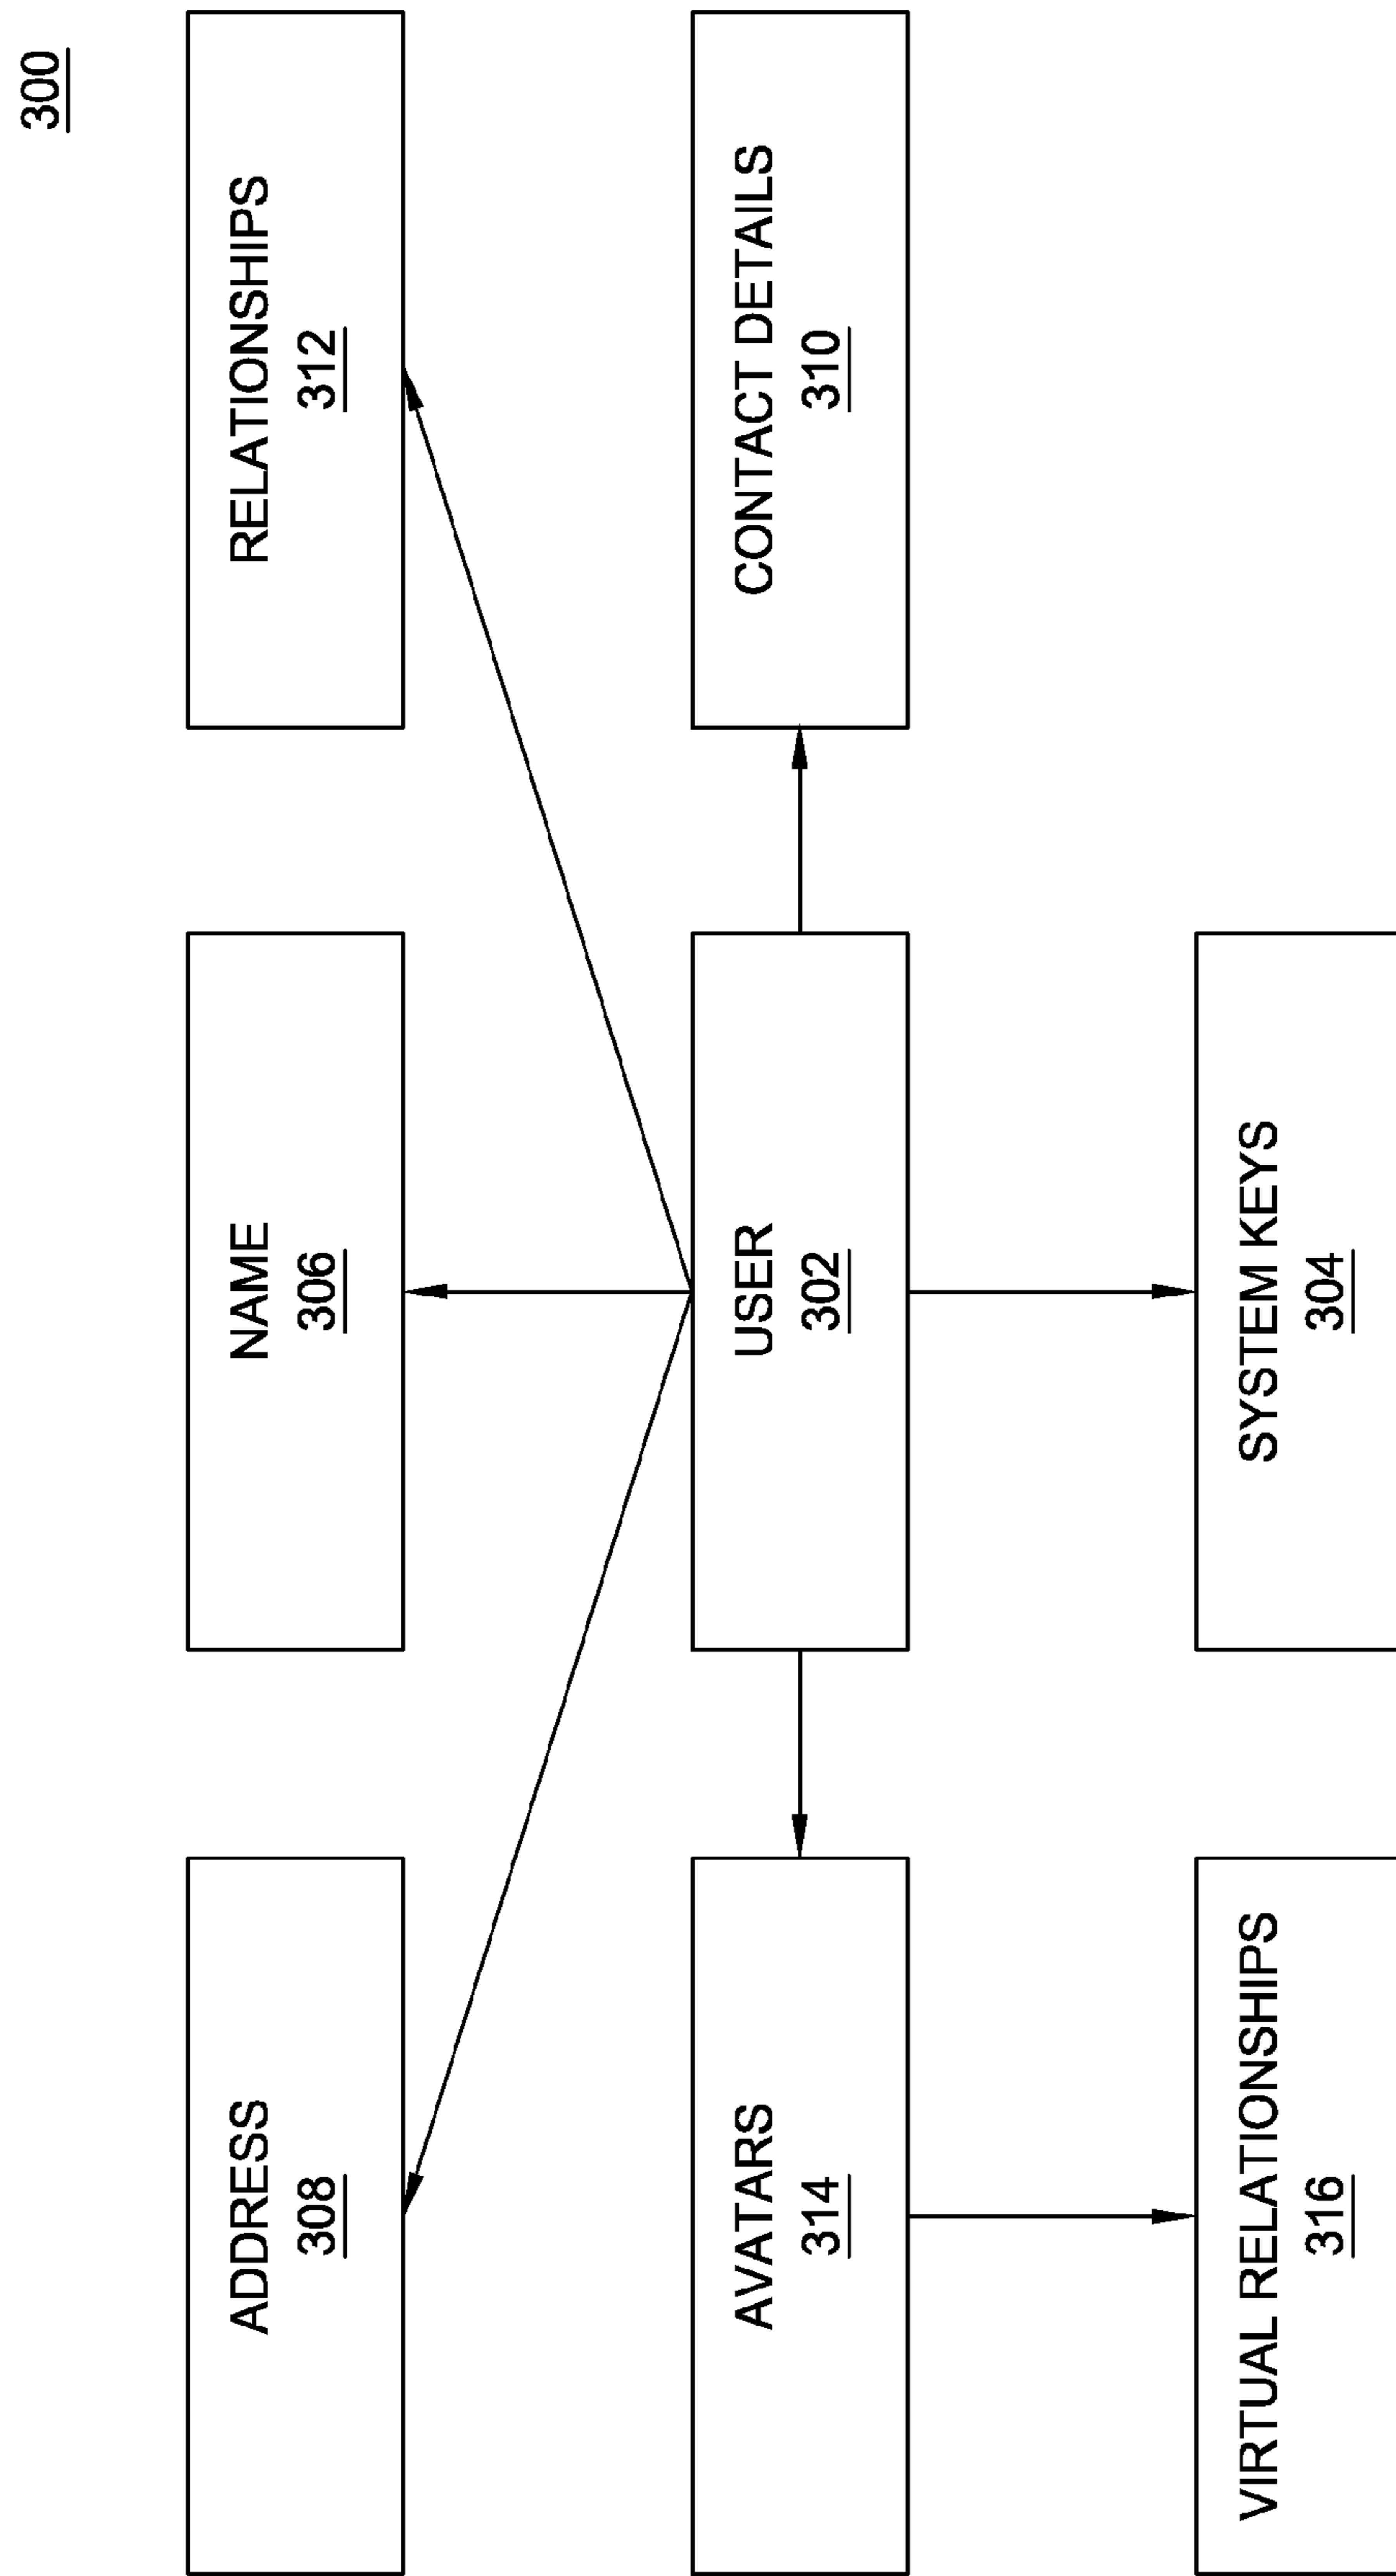 300
ADDRESS
308
NAME
306
RELATIONSHIPS
312
AVATARS
314
USER
302
CONTACT DETAILS
310
VIRTUAL RELATIONSHIPS
316
SYSTEM KEYS
304